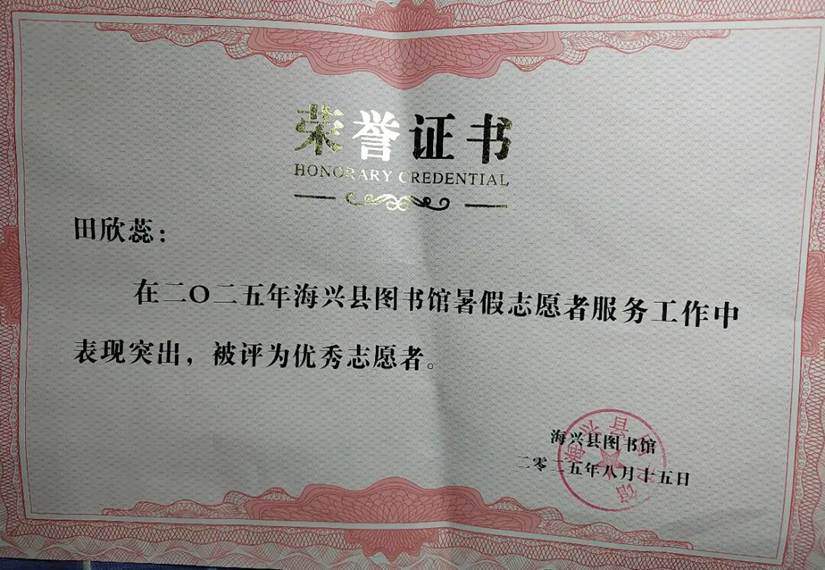 荣誉证书
HONORARY CREDENTIAL
田欣蕊：
在二〇二五年海兴县图书馆暑假志愿者服务工作中
表现突出，被评为优秀志愿者。
海兴县图书馆
二零二五年八月十五日